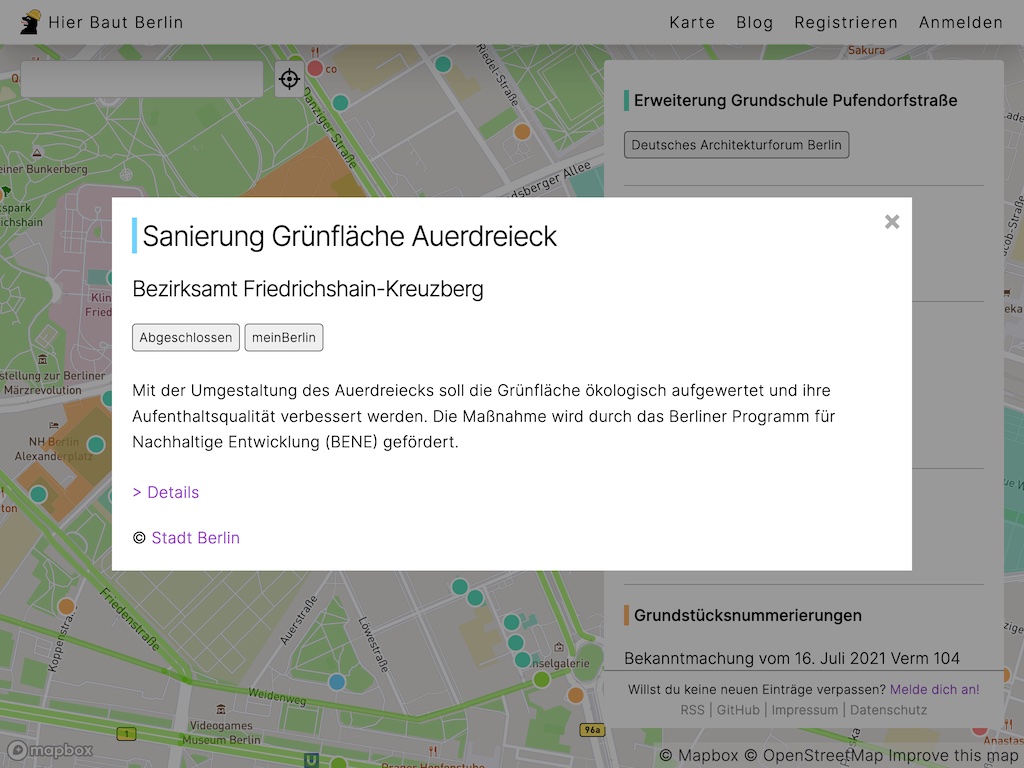 Hier Baut Berlin
Karte
Blog
Registrieren
Anmelden
Sakura
co
Riedel-Straße
Danziger Straße
dsberger Allee
einer Bunkerberg
spark
ichshain
Klin
Fried
stellung zur Berliner
Märzrevolution
NH Berlin
Alexanderplatz
ton
Erweiterung Grundschule Pufendorfstraße
Deutsches Architekturforum Berlin
Sanierung Grünfläche Auerdreieck
×
Bezirksamt Friedrichshain-Kreuzberg
Abgeschlossen
meinBerlin
Mit der Umgestaltung des Auerdreiecks soll die Grünfläche ökologisch aufgewertet und ihre
Aufenthaltsqualität verbessert werden. Die Maßnahme wird durch das Berliner Programm für
Nachhaltige Entwicklung (BENE) gefördert.
> Details
© Stadt Berlin
Grundstücksnummerierungen
Bekanntmachung vom 16. Juli 2021 Verm 104
Willst du keine neuen Einträge verpassen? Melde dich an!
RSS | GitHub | Impressum | Datenschutz
Koppenstra
Friedenstraße
Auerstraße
Löwestraße
Weidenweg
nselgalerie
Videogames
Museum Berlin
1
96a
U
Prager Hopfenstube
mapbox
© Mapbox © OpenStreetMap Improve this map